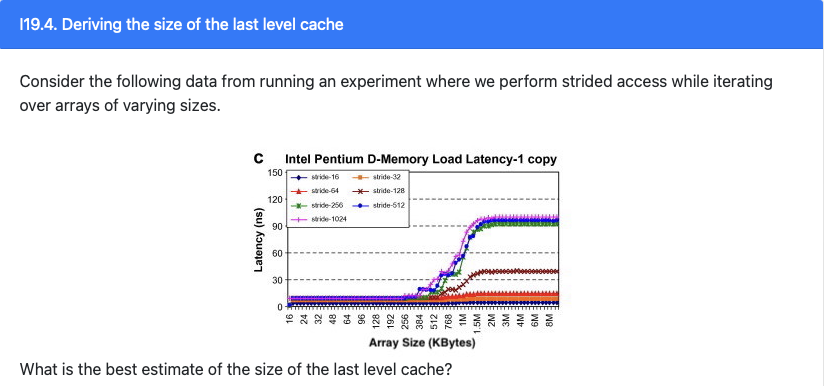 I19.4. Deriving the size of the last level cache
Consider the following data from running an experiment where we perform strided access while iterating
over arrays of varying sizes.
C Intel Pentium D-Memory Load Latency-1 copy
150
120
90
60
30
0
Latency (ns)
stride-16 stride-32
stride-64 stride-128
stride-256 stride-512
stride-1024
16 24 32 48 64 96 128 192 256 384 512 768 1M 1.5M 2M 3M 4M 6M 8M
Array Size (KBytes)
What is the best estimate of the size of the last level cache?